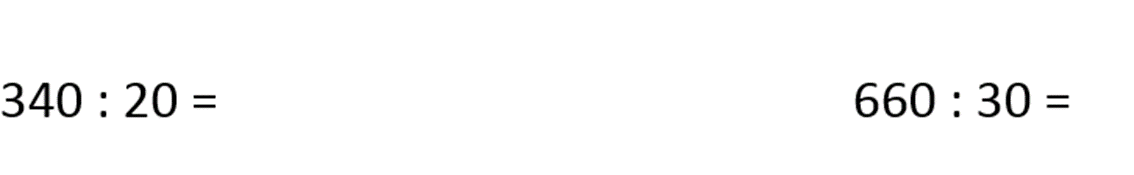 340 : 20 = 660 : 30 =